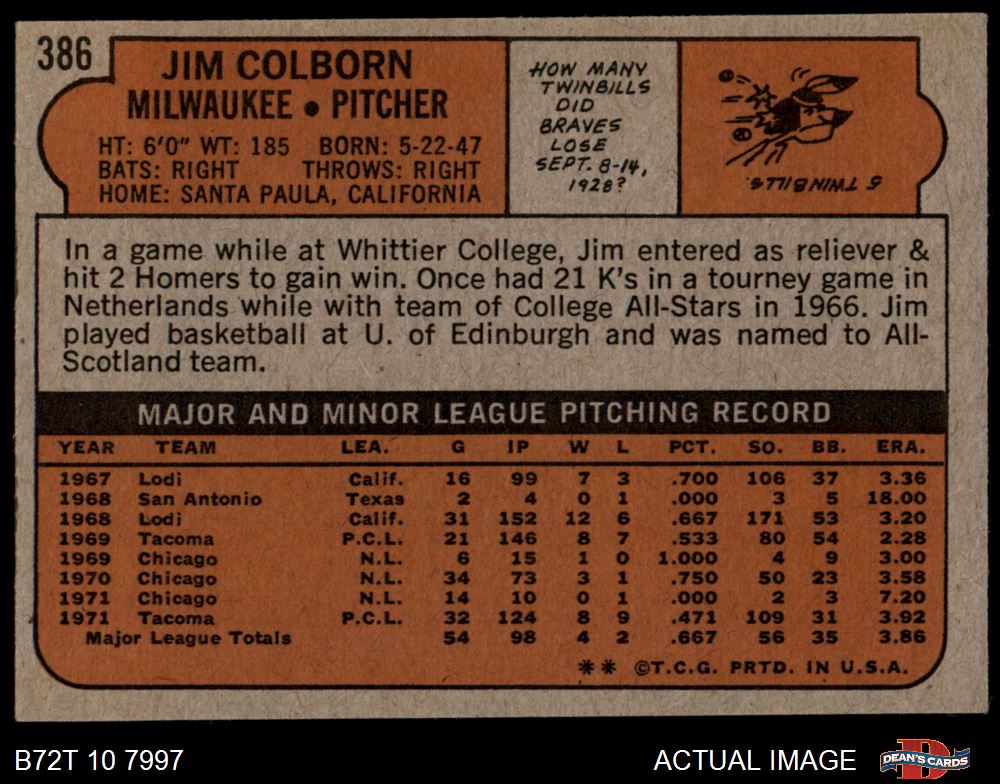 386
JIM COLBORN
MILWAUKEE • PITCHER
HT: 6'0" WT: 185 BORN: 5-22-47
BATS: RIGHT THROWS: RIGHT
HOME: SANTA PAULA, CALIFORNIA
HOW MANY
TWINBILLS
DID
BRAVES
LOSE
SEPT. 8-14,
1928?
5 TWINBILLS.
In a game while at Whittier College, Jim entered as reliever &
hit 2 Homers to gain win. Once had 21 K's in a tourney game in
Netherlands while with team of College All-Stars in 1966. Jim
played basketball at U. of Edinburgh and was named to All-
Scotland team.
MAJOR AND MINOR LEAGUE PITCHING RECORD
YEAR TEAM LEA. G IP W L PCT. SO. BB. ERA.
1967 Lodi Calif. 16 99 7 3 .700 106 37 3.36
1968 San Antonio Texas 2 4 0 1 .000 3 5 18.00
1968 Lodi Calif. 31 152 12 6 .667 171 53 3.20
1969 Tacoma P.C.L. 21 146 8 7 .533 80 54 2.28
1969 Chicago N.L. 6 15 1 0 1.000 4 9 3.00
1970 Chicago N.L. 34 73 3 1 .750 50 23 3.58
1971 Chicago N.L. 14 10 0 1 .000 2 3 7.20
1971 Tacoma P.C.L. 32 124 8 9 .471 109 31 3.92
Major League Totals 54 98 4 2 .667 56 35 3.86
** ©T.C.G. PRTD. IN U.S.A.
B72T 10 7997
ACTUAL IMAGE
DEAN'S CARDS